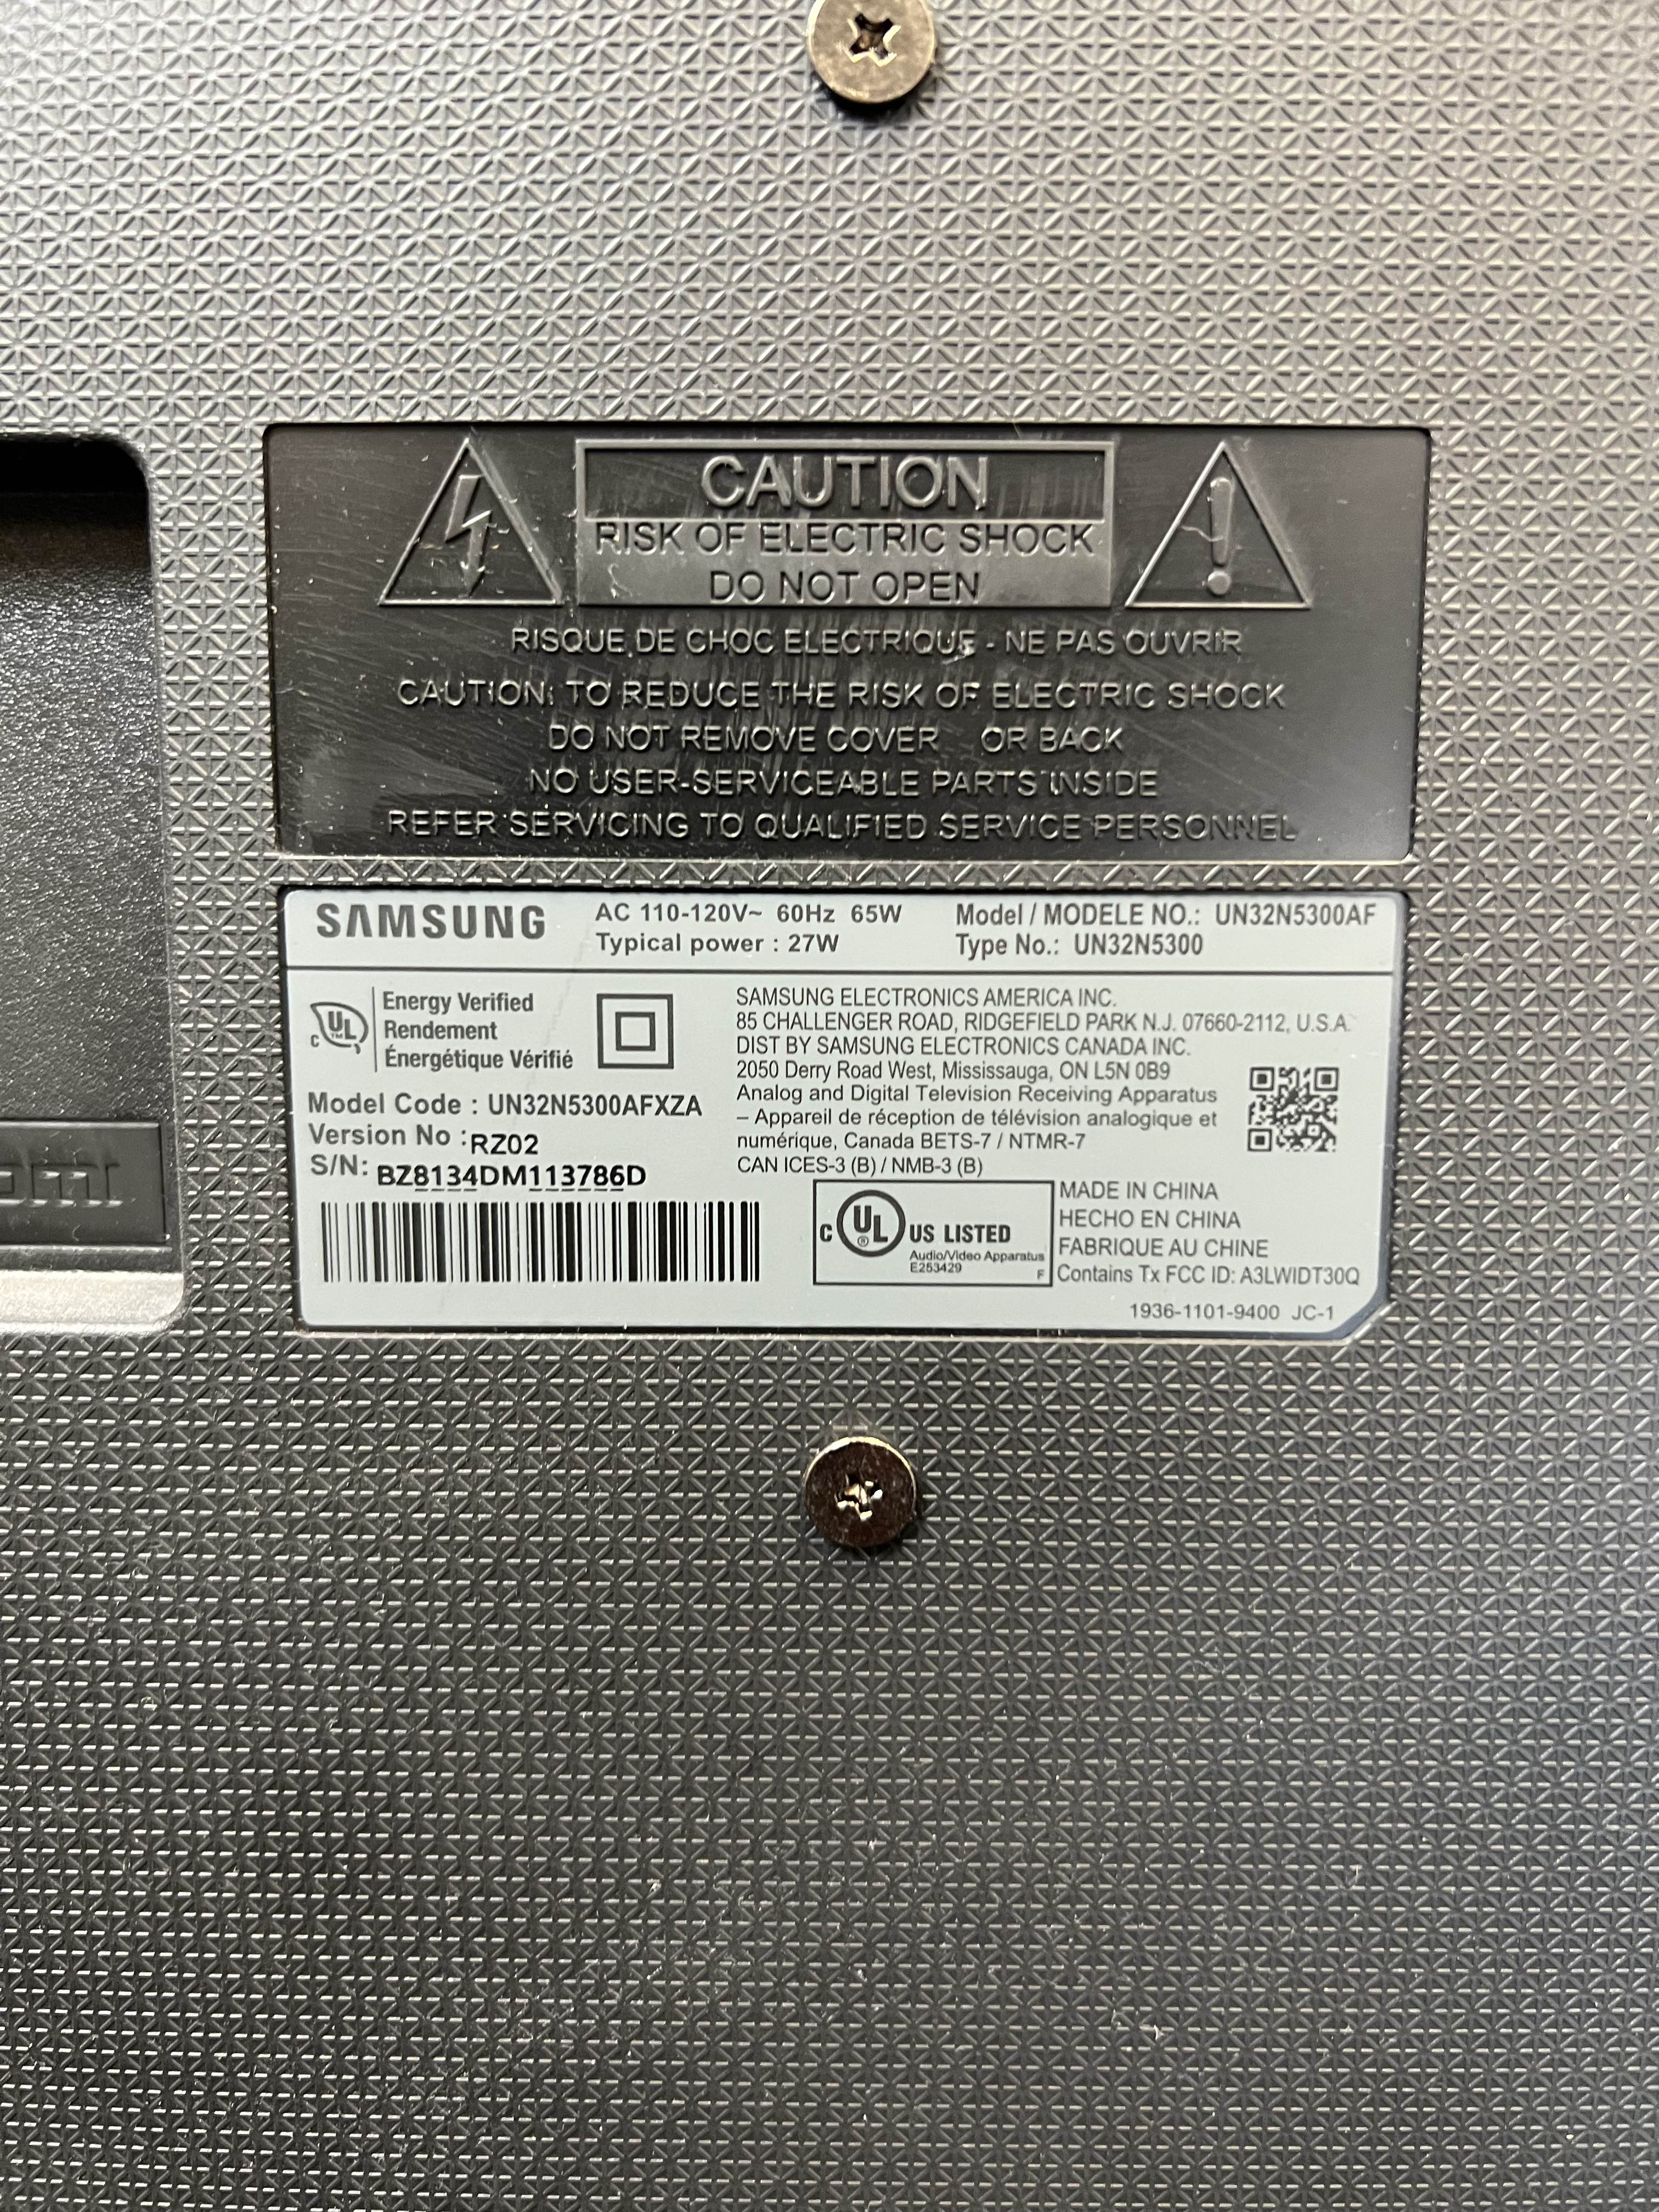 CAUTION
RISK OF ELECTRIC SHOCK
DO NOT OPEN
RISQUE DE CHOC ELECTRIQUE - NE PAS OUVRIR
CAUTION: TO REDUCE THE RISK OF ELECTRIC SHOCK
DO NOT REMOVE COVER OR BACK
NO USER-SERVICEABLE PARTS INSIDE
REFER SERVICING TO QUALIFIED SERVICE PERSONNEL
SAMSUNG
AC 110-120V~ 60Hz 65W
Typical power : 27W
Model / MODELE NO.: UN32N5300AF
Type No.: UN32N5300
C UL
Energy Verified
Rendement
Énergétique Vérifié
Model Code : UN32N5300AFXZA
Version No : RZ02
S/N: BZ8134DM113786D
SAMSUNG ELECTRONICS AMERICA INC.
85 CHALLENGER ROAD, RIDGEFIELD PARK N.J. 07660-2112, U.S.A.
DIST BY SAMSUNG ELECTRONICS CANADA INC.
2050 Derry Road West, Mississauga, ON L5N 0B9
Analog and Digital Television Receiving Apparatus
– Appareil de réception de télévision analogique et
numérique, Canada BETS-7 / NTMR-7
CAN ICES-3 (B) / NMB-3 (B)
C UL ® US LISTED
Audio/Video Apparatus
E253429
F
MADE IN CHINA
HECHO EN CHINA
FABRIQUE AU CHINE
Contains Tx FCC ID: A3LWIDT30Q
1936-1101-9400 JC-1